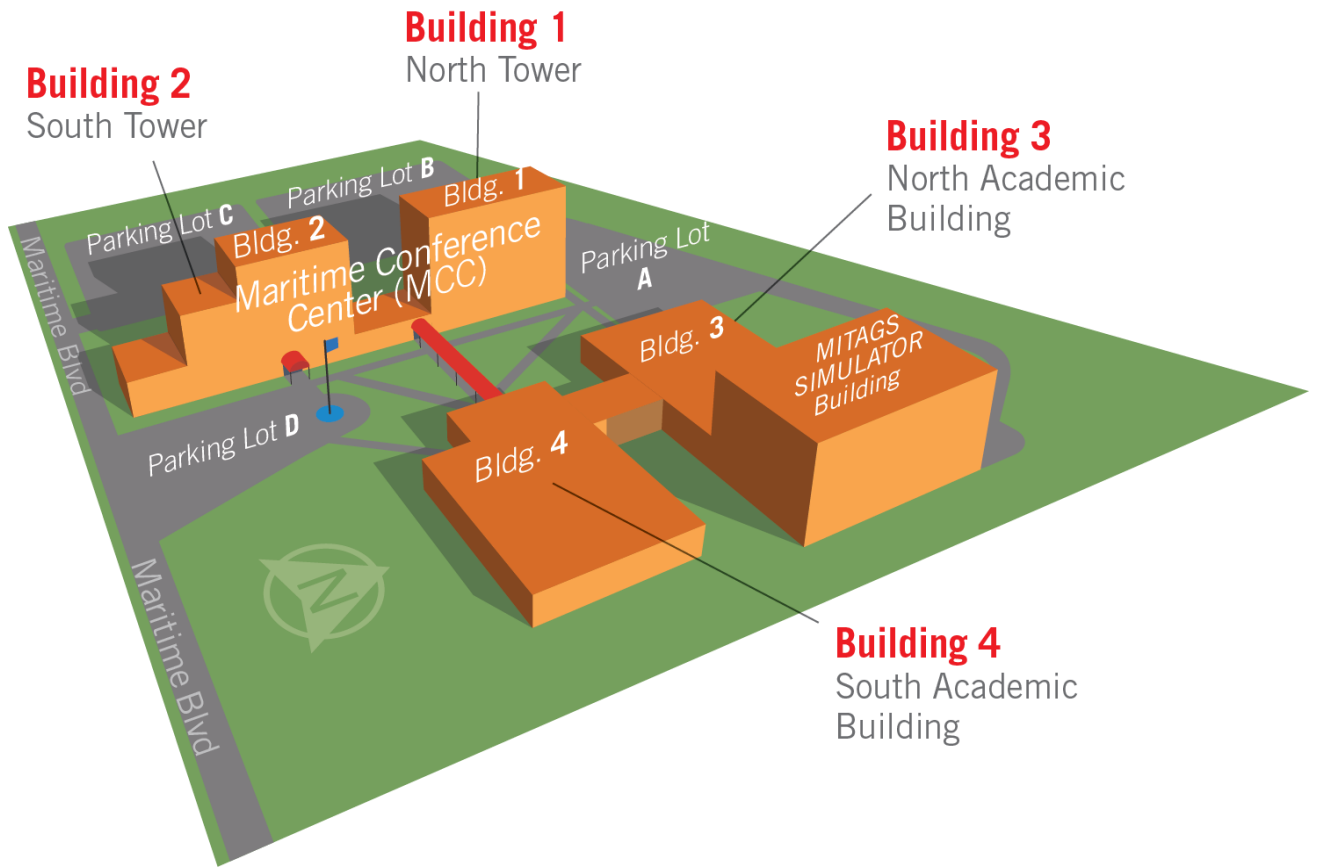 Building 1
North Tower
Building 2
South Tower
Building 3
North Academic
Building
Parking Lot B
Bldg. 1
Parking Lot C
Bldg. 2
Maritime Conference
Center (MCC)
Parking Lot
A
Maritime Blvd
Bldg. 3
MITAGS
SIMULATOR
Building
Parking Lot D
Bldg. 4
N
Maritime Blvd
Building 4
South Academic
Building